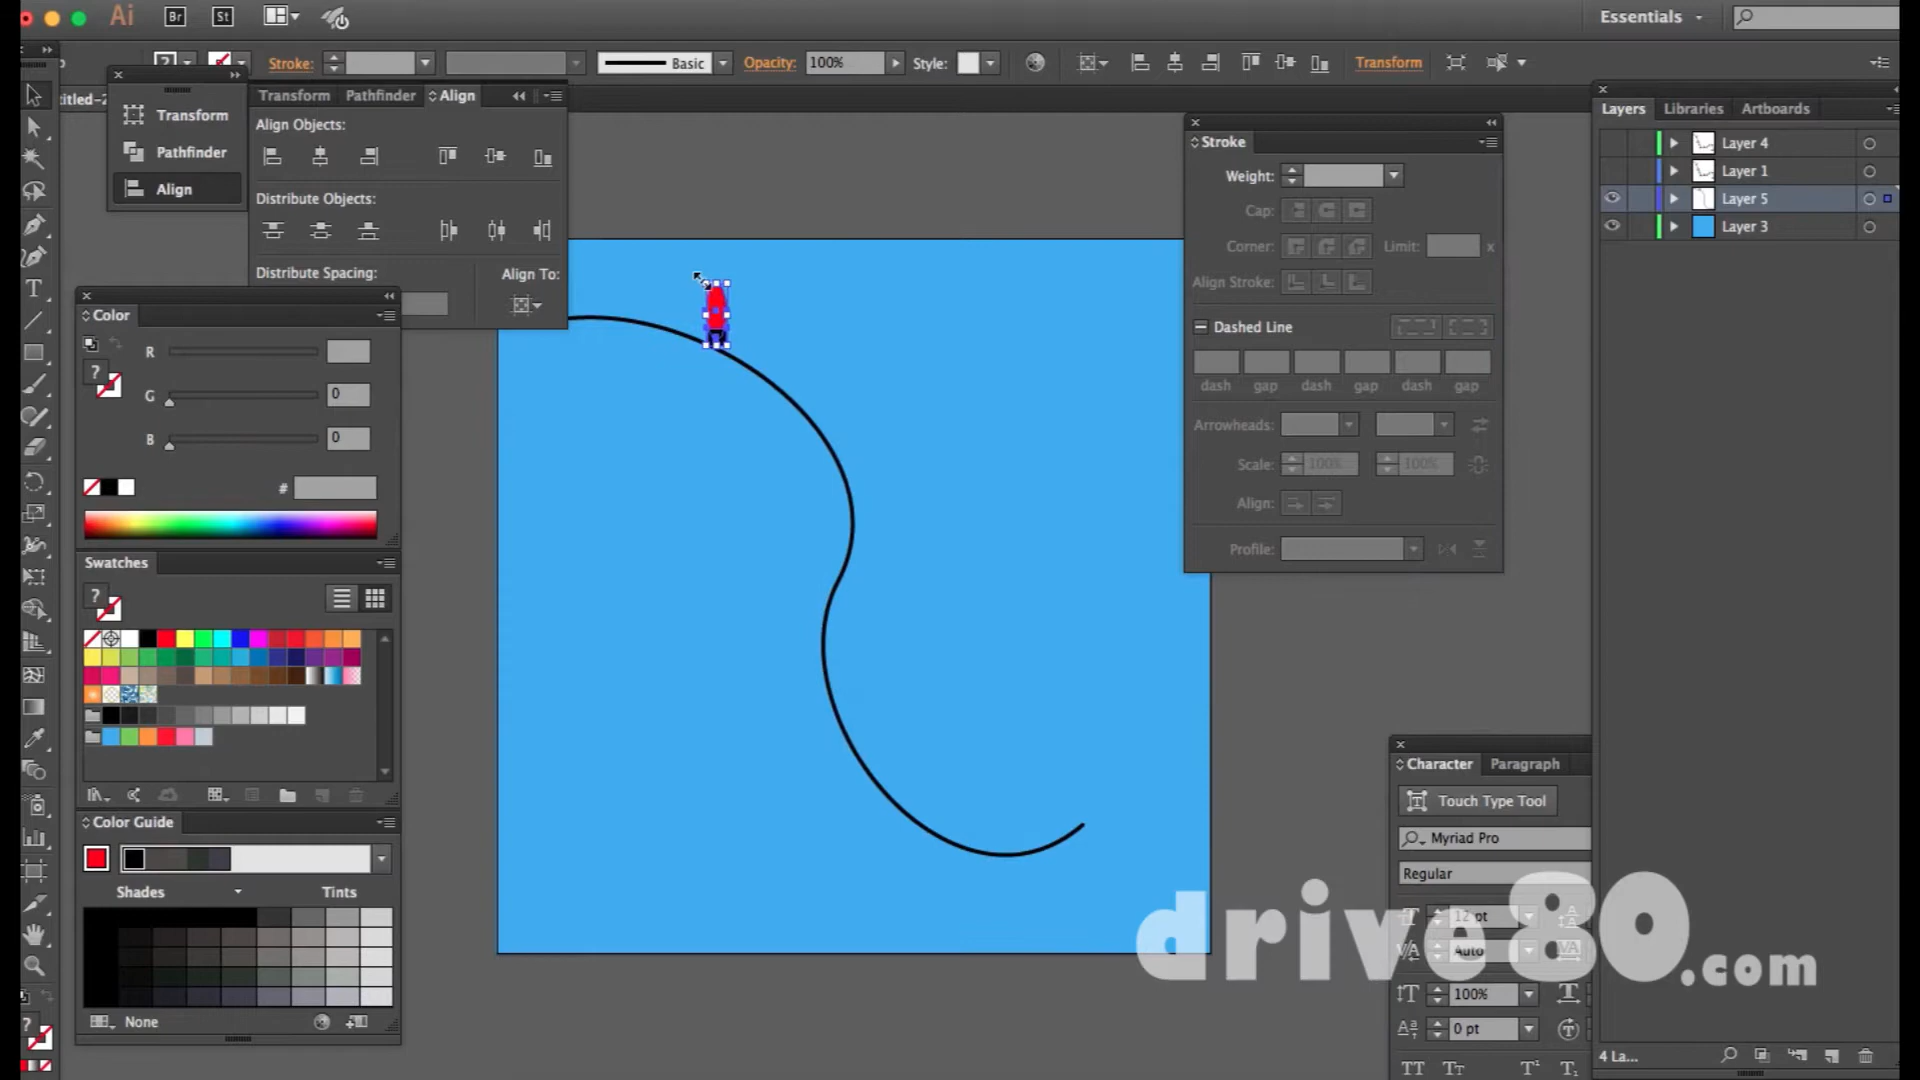 Ai Br St Essentials
Stroke: Basic Opacity: 100% Style: Transform
Transform Pathfinder Align
Transform
Pathfinder
Align
Align Objects:
Distribute Objects:
Distribute Spacing: Align To:
Color
R
G 0
B 0
#
Swatches
Color Guide
Shades Tints
None
Stroke
Weight:
Cap:
Corner: Limit: x
Align Stroke:
Dashed Line
dash gap dash gap dash gap
Arrowheads:
Scale: 100% 100%
Align:
Profile:
Layers Libraries Artboards
Layer 4
Layer 1
Layer 5
Layer 3
4 La...
Character Paragraph
Touch Type Tool
Myriad Pro
Regular
12 pt
Auto
100%
0 pt
drive80.com